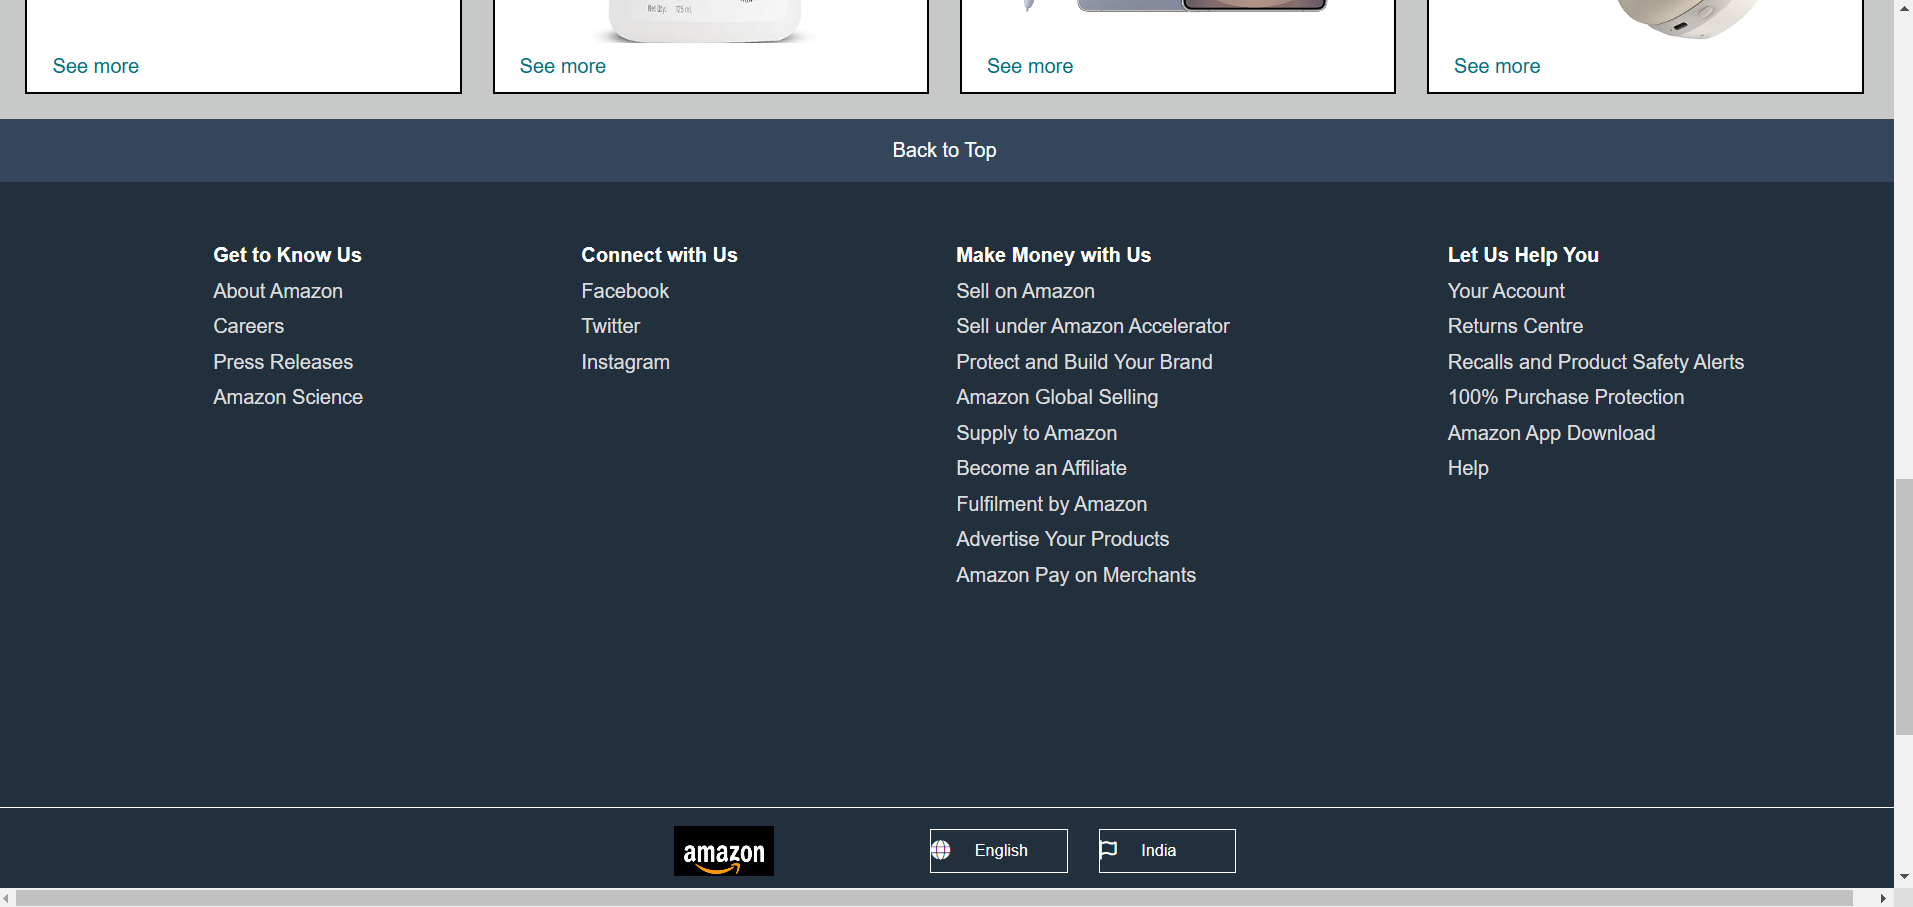 Net Qty.: 125 mL
See more
See more
See more
See more
Back to Top
Get to Know Us
About Amazon
Careers
Press Releases
Amazon Science
Connect with Us
Facebook
Twitter
Instagram
Make Money with Us
Sell on Amazon
Sell under Amazon Accelerator
Protect and Build Your Brand
Amazon Global Selling
Supply to Amazon
Become an Affiliate
Fulfilment by Amazon
Advertise Your Products
Amazon Pay on Merchants
Let Us Help You
Your Account
Returns Centre
Recalls and Product Safety Alerts
100% Purchase Protection
Amazon App Download
Help
amazon
English
India